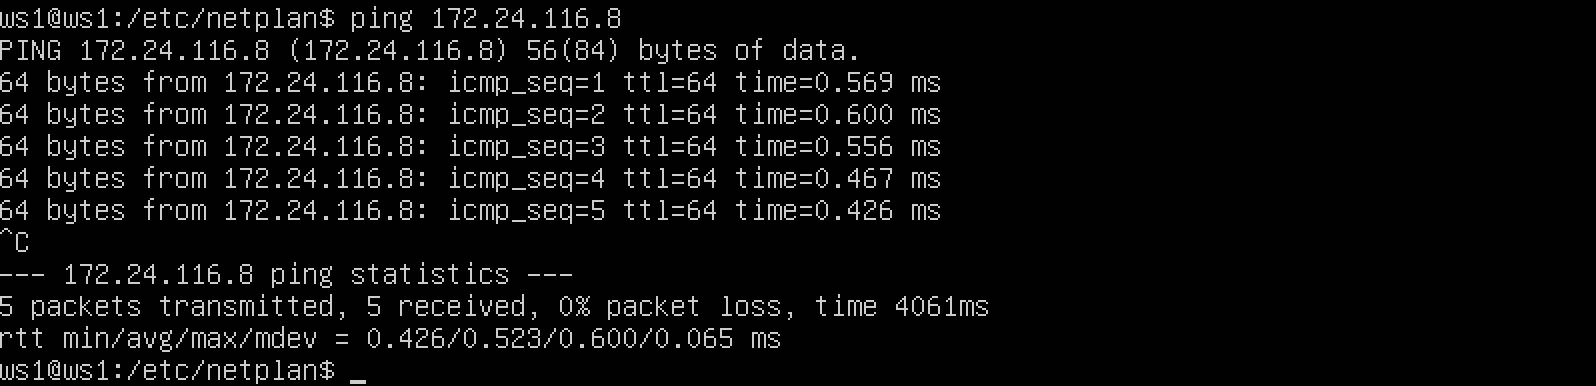 ws1@ws1:/etc/netplan$ ping 172.24.116.8
PING 172.24.116.8 (172.24.116.8) 56(84) bytes of data.
64 bytes from 172.24.116.8: icmp_seq=1 ttl=64 time=0.569 ms
64 bytes from 172.24.116.8: icmp_seq=2 ttl=64 time=0.600 ms
64 bytes from 172.24.116.8: icmp_seq=3 ttl=64 time=0.556 ms
64 bytes from 172.24.116.8: icmp_seq=4 ttl=64 time=0.467 ms
64 bytes from 172.24.116.8: icmp_seq=5 ttl=64 time=0.426 ms
^C
--- 172.24.116.8 ping statistics ---
5 packets transmitted, 5 received, 0% packet loss, time 4061ms
rtt min/avg/max/mdev = 0.426/0.523/0.600/0.065 ms
ws1@ws1:/etc/netplan$ _